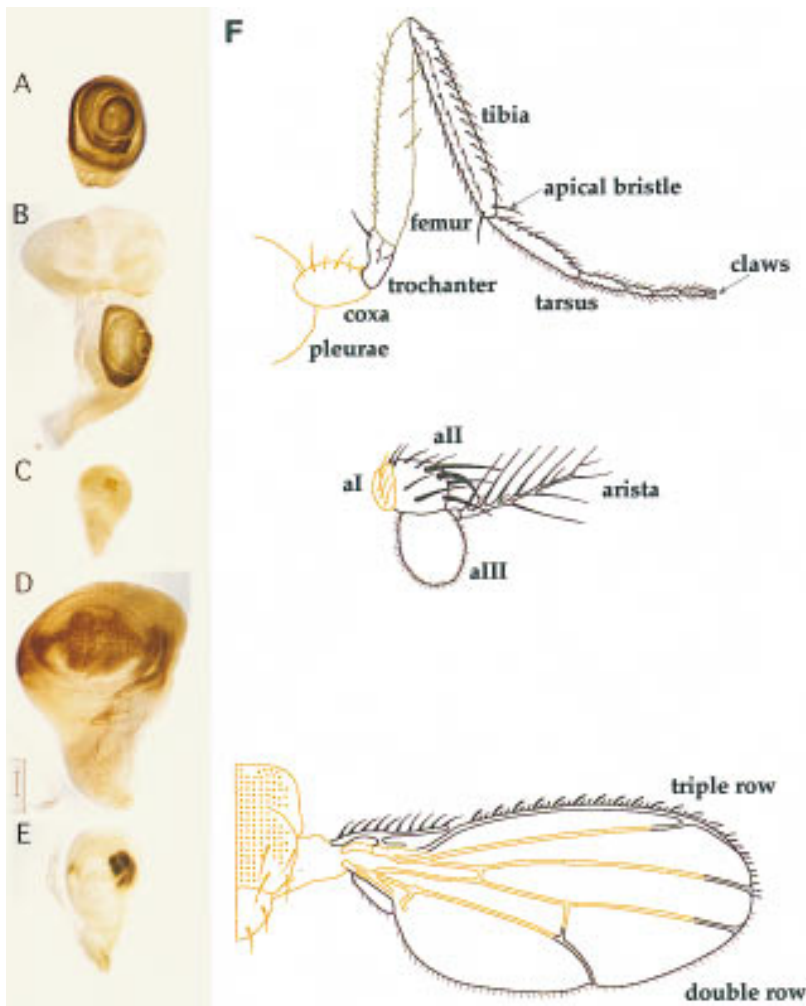 A
B
C
D
E
F
tibia
apical bristle
femur
claws
trochanter
tarsus
coxa
pleurae
aII
aI
arista
aIII
triple row
double row